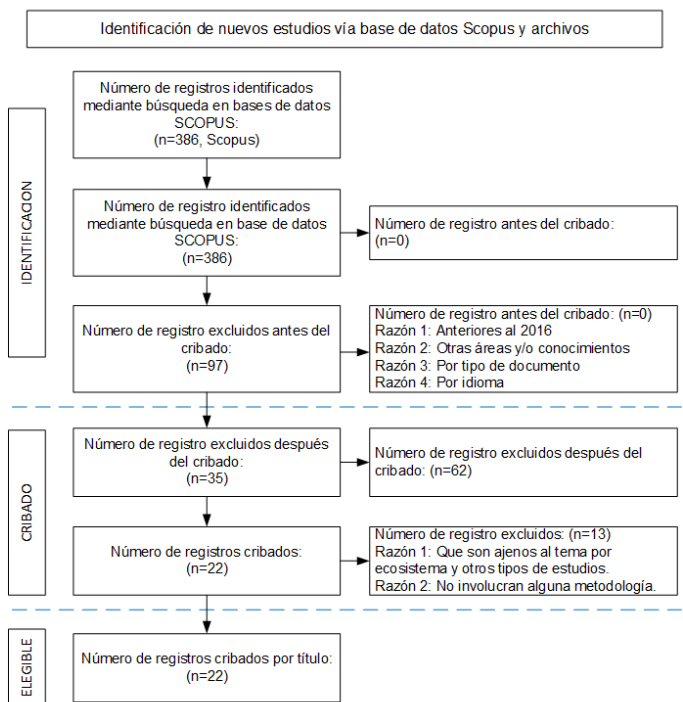 Identificación de nuevos estudios vía base de datos Scopus y archivos
IDENTIFICACION
Número de registros identificados
mediante búsqueda en bases de datos
SCOPUS:
(n=386, Scopus)
Número de registro identificados
mediante búsqueda en base de datos
SCOPUS:
(n=386)
Número de registro antes del cribado:
(n=0)
Número de registro excluidos antes del
cribado:
(n=97)
Número de registro antes del cribado: (n=0)
Razón 1: Anteriores al 2016
Razón 2: Otras áreas y/o conocimientos
Razón 3: Por tipo de documento
Razón 4: Por idioma
CRIBADO
Número de registro excluidos después
del cribado:
(n=35)
Número de registro excluidos después del
cribado: (n=62)
Número de registros cribados:
(n=22)
Número de registro excluidos: (n=13)
Razón 1: Que son ajenos al tema por
ecosistema y otros tipos de estudios.
Razón 2: No involucran alguna metodología.
ELEGIBLE
Número de registros cribados por título:
(n=22)